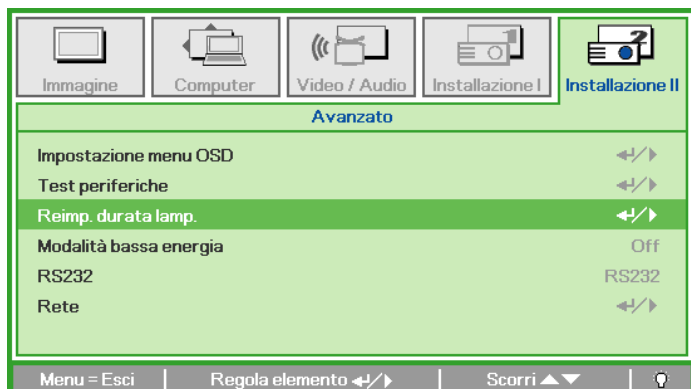 Immagine Computer Video / Audio Installazione I Installazione II
Avanzato
Impostazione menu OSD
Test periferiche
Reimp. durata lamp.
Modalità bassa energia Off
RS232 RS232
Rete
Menu = Esci Regola elemento Scorri